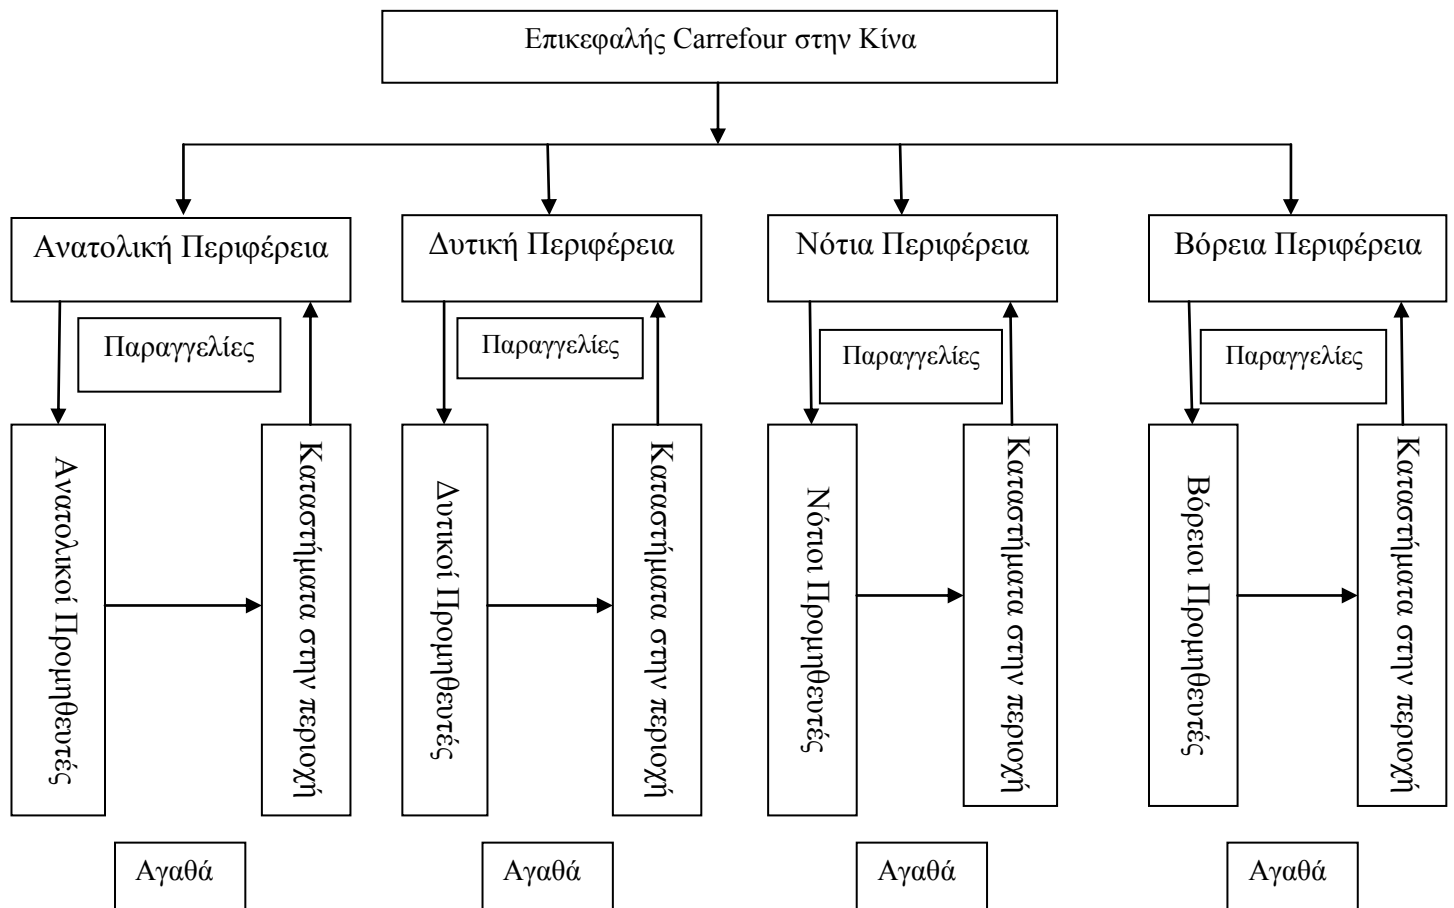 Επικεφαλής Carrefour στην Κίνα
Ανατολική Περιφέρεια
Δυτική Περιφέρεια
Νότια Περιφέρεια
Βόρεια Περιφέρεια
Παραγγελίες
Παραγγελίες
Παραγγελίες
Παραγγελίες
Ανατολικοί Προμηθευτές
Καταστήματα στην περιοχή
Δυτικοί Προμηθευτές
Καταστήματα στην περιοχή
Νότιοι Προμηθευτές
Καταστήματα στην περιοχή
Βόρειοι Προμηθευτές
Καταστήματα στην περιοχή
Αγαθά
Αγαθά
Αγαθά
Αγαθά